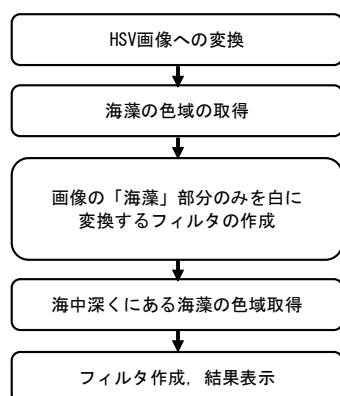 HSV画像への変換
海藻の色域の取得
画像の「海藻」部分のみを白に
変換するフィルタの作成
海中深くにある海藻の色域取得
フィルタ作成，結果表示